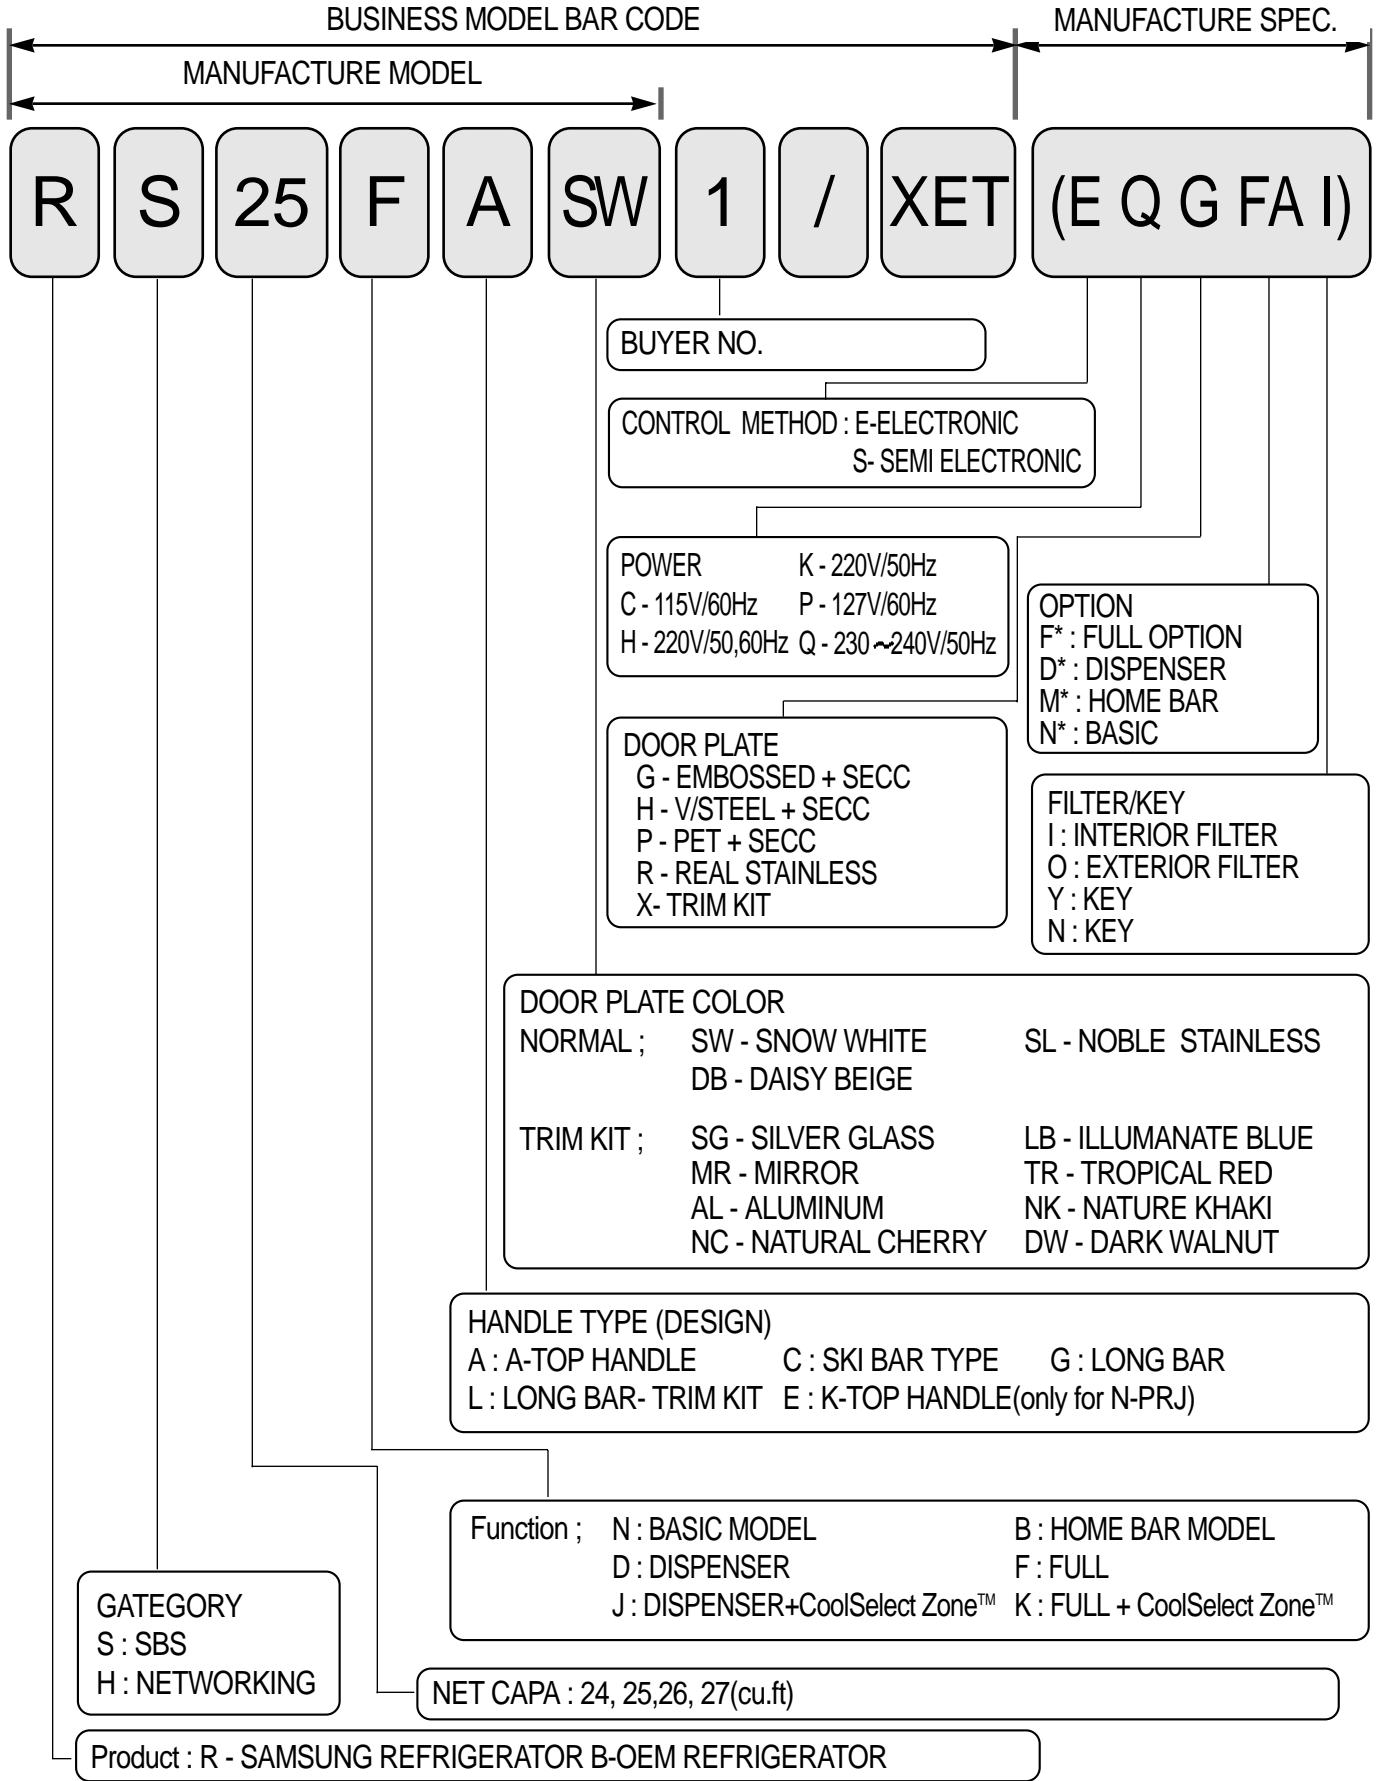 BUSINESS MODEL BAR CODE MANUFACTURE SPEC.
MANUFACTURE MODEL
R S 25 F A SW 1 / XET (E Q G FA I)
BUYER NO.
CONTROL METHOD : E-ELECTRONIC
S- SEMI ELECTRONIC
POWER K - 220V/50Hz
C - 115V/60Hz P - 127V/60Hz
H - 220V/50,60Hz Q - 230~240V/50Hz
OPTION
F* : FULL OPTION
D* : DISPENSER
M* : HOME BAR
N* : BASIC
DOOR PLATE
G - EMBOSSED + SECC
H - V/STEEL + SECC
P - PET + SECC
R - REAL STAINLESS
X- TRIM KIT
FILTER/KEY
I : INTERIOR FILTER
O : EXTERIOR FILTER
Y : KEY
N : KEY
DOOR PLATE COLOR
NORMAL ; SW - SNOW WHITE SL - NOBLE STAINLESS
DB - DAISY BEIGE
TRIM KIT ; SG - SILVER GLASS LB - ILLUMANATE BLUE
MR - MIRROR TR - TROPICAL RED
AL - ALUMINUM NK - NATURE KHAKI
NC - NATURAL CHERRY DW - DARK WALNUT
HANDLE TYPE (DESIGN)
A : A-TOP HANDLE C : SKI BAR TYPE G : LONG BAR
L : LONG BAR- TRIM KIT E : K-TOP HANDLE(only for N-PRJ)
Function ; N : BASIC MODEL B : HOME BAR MODEL
D : DISPENSER F : FULL
J : DISPENSER+CoolSelect Zone™ K : FULL + CoolSelect Zone™
GATEGORY
S : SBS
H : NETWORKING
NET CAPA : 24, 25,26, 27(cu.ft)
Product : R - SAMSUNG REFRIGERATOR B-OEM REFRIGERATOR